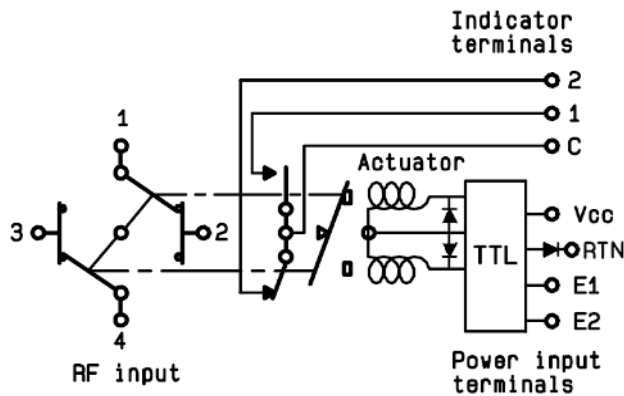 Indicator
terminals
2
1
C
1
Actuator
3
2
TTL
Vcc
RTN
E1
E2
4
RF input
Power input
terminals